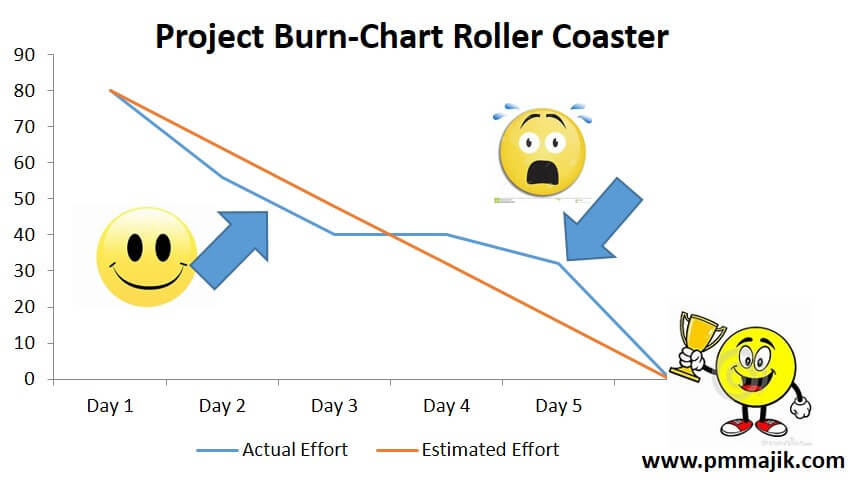 Project Burn-Chart Roller Coaster
90
80
70
60
50
40
30
20
10
0
Day 1 Day 2 Day 3 Day 4 Day 5
Actual Effort Estimated Effort
www.pmmajik.com